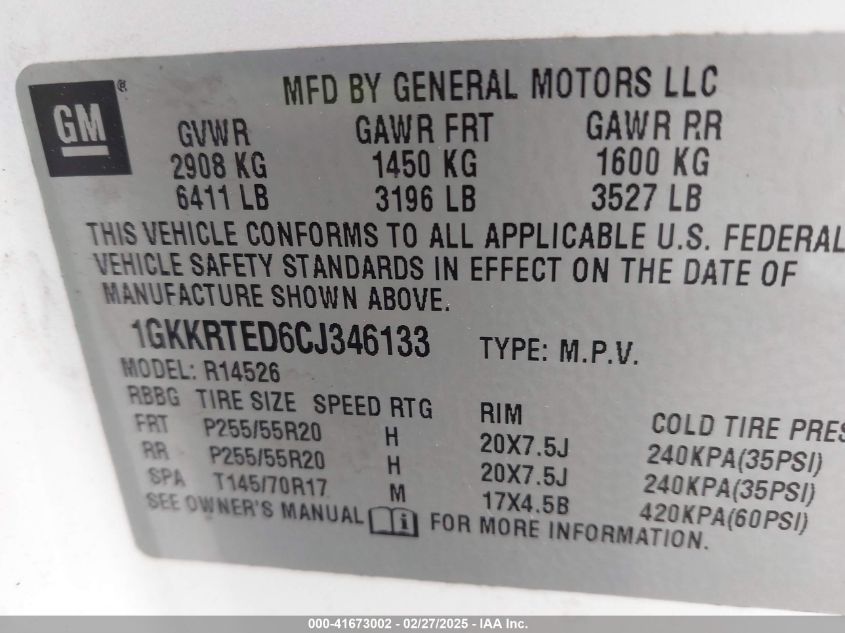 GM ®
MFD BY GENERAL MOTORS LLC
GVWR GAWR FRT GAWR RR
2908 KG 1450 KG 1600 KG
6411 LB 3196 LB 3527 LB
THIS VEHICLE CONFORMS TO ALL APPLICABLE U.S. FEDERAL
VEHICLE SAFETY STANDARDS IN EFFECT ON THE DATE OF
MANUFACTURE SHOWN ABOVE.
1GKKRTED6CJ346133 TYPE: M.P.V.
MODEL: R14526
RBBG TIRE SIZE SPEED RTG RIM COLD TIRE PRES
FRT P255/55R20 H 20X7.5J 240KPA(35PSI)
RR P255/55R20 H 20X7.5J 240KPA(35PSI)
SPA T145/70R17 M 17X4.5B 420KPA(60PSI)
SEE OWNER'S MANUAL i FOR MORE INFORMATION.
000-41673002 - 02/27/2025 - IAA Inc.